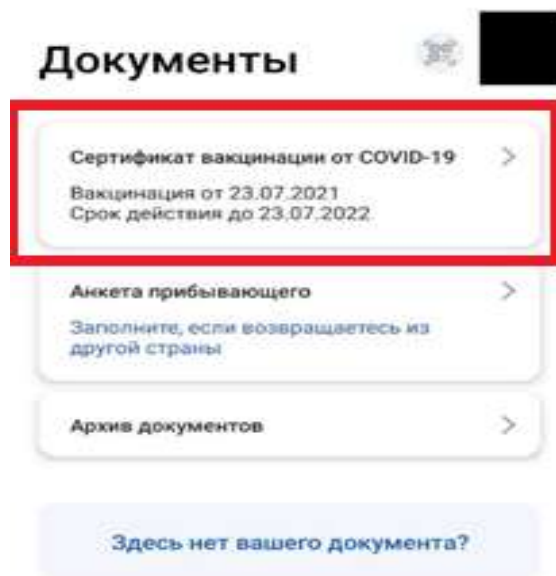 Документы
Сертификат вакцинации от COVID-19
Вакцинация от 23.07.2021
Срок действия до 23.07.2022
Анкета прибывающего
Заполните, если возвращаетесь из
другой страны
Архив документов
Здесь нет вашего документа?